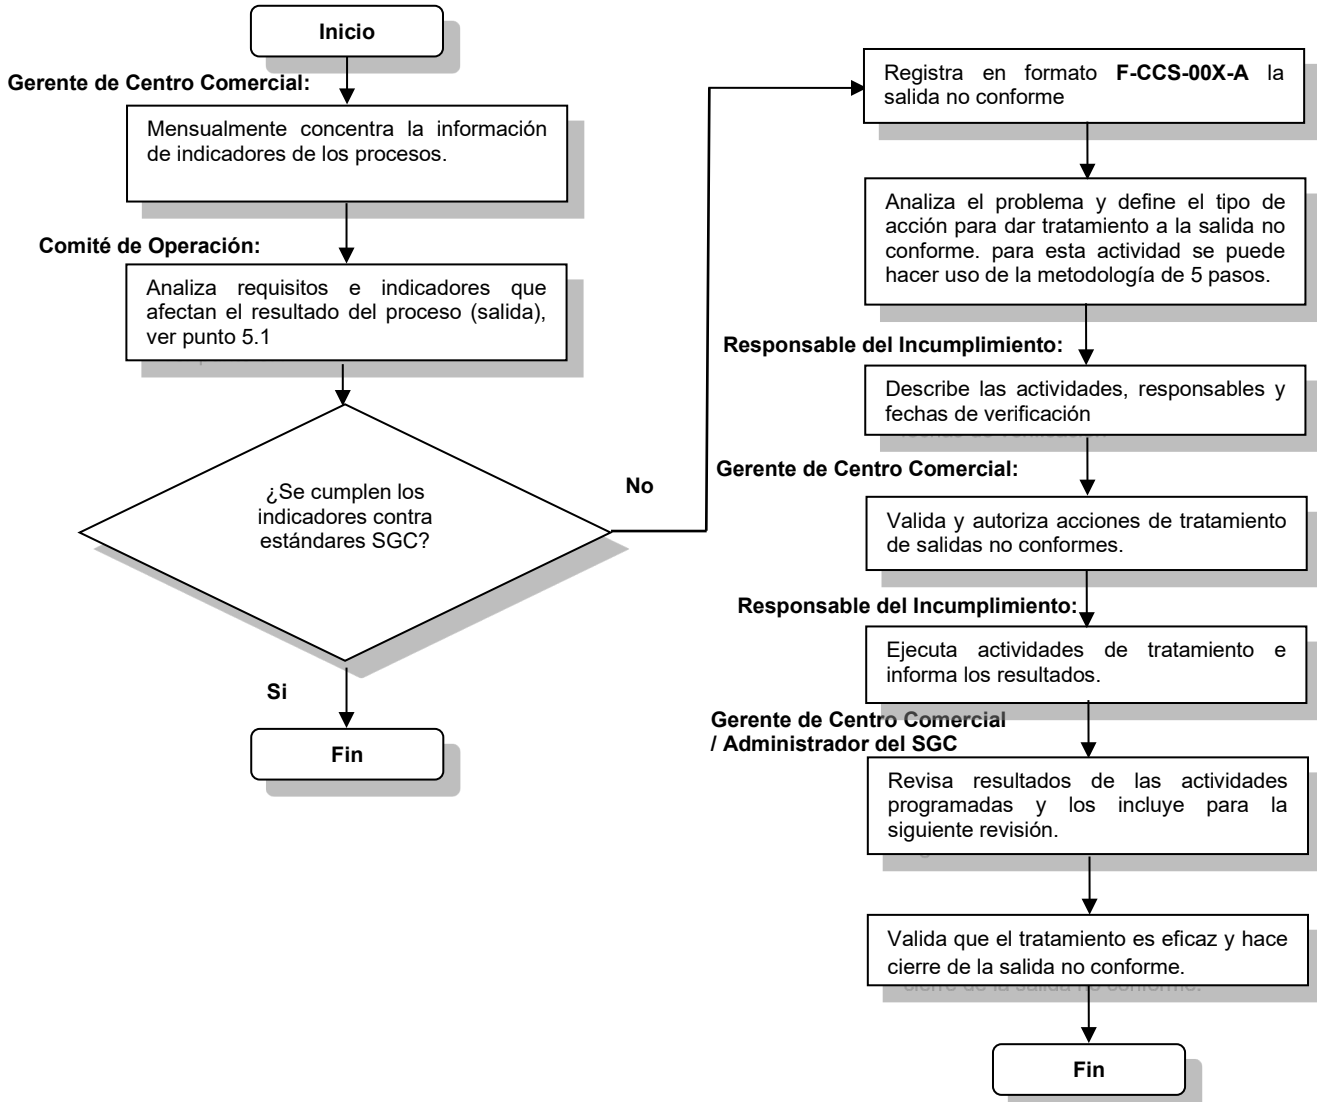 Inicio
Gerente de Centro Comercial:
Mensualmente concentra la información
de indicadores de los procesos.
Comité de Operación:
Analiza requisitos e indicadores que
afectan el resultado del proceso (salida),
ver punto 5.1
¿Se cumplen los
indicadores contra
estándares SGC?
No
Si
Fin
Registra en formato F-CCS-00X-A la
salida no conforme
Analiza el problema y define el tipo de
acción para dar tratamiento a la salida no
conforme. para esta actividad se puede
hacer uso de la metodología de 5 pasos.
Responsable del Incumplimiento:
Describe las actividades, responsables y
fechas de verificación
Gerente de Centro Comercial:
Valida y autoriza acciones de tratamiento
de salidas no conformes.
Responsable del Incumplimiento:
Ejecuta actividades de tratamiento e
informa los resultados.
Gerente de Centro Comercial
/ Administrador del SGC
Revisa resultados de las actividades
programadas y los incluye para la
siguiente revisión.
Valida que el tratamiento es eficaz y hace
cierre de la salida no conforme.
Fin